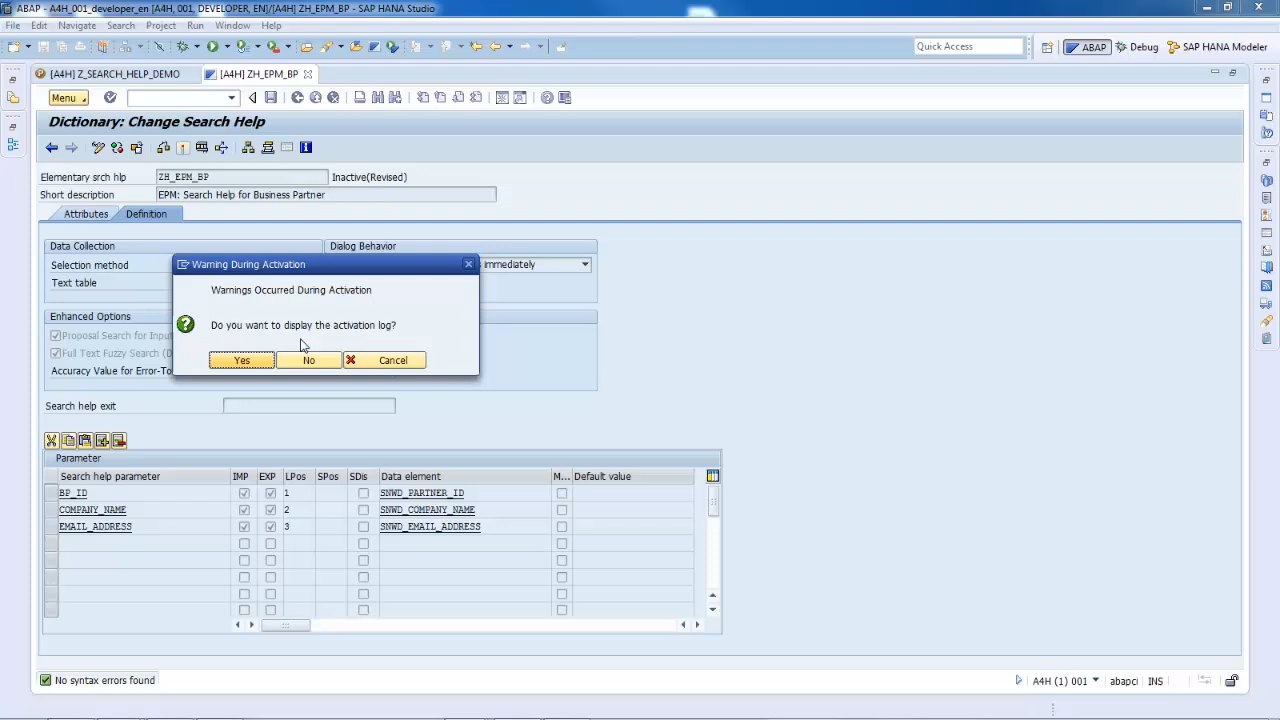 ABAP - A4H_001_developer_en [A4H, 001, DEVELOPER, EN]/[A4H] ZH_EPM_BP - SAP HANA Studio
File Edit Navigate Search Project Run Window Help
Quick Access ABAP Debug SAP HANA Modeler
[A4H] Z_SEARCH_HELP_DEMO [A4H] ZH_EPM_BP
Menu
Dictionary: Change Search Help
Elementary srch hlp ZH_EPM_BP Inactive(Revised)
Short description EPM: Search Help for Business Partner
Attributes Definition
Data Collection Dialog Behavior
Selection method immediately
Text table
Enhanced Options
Proposal Search for Inpu
Full Text Fuzzy Search (D
Accuracy Value for Error-To
Warning During Activation
Warnings Occurred During Activation
Do you want to display the activation log?
Yes No Cancel
Search help exit
Parameter
Search help parameter IMP EXP LPos SPos SDis Data element M... Default value
BP_ID 1 SNWD_PARTNER_ID
COMPANY_NAME 2 SNWD_COMPANY_NAME
EMAIL_ADDRESS 3 SNWD_EMAIL_ADDRESS
No syntax errors found A4H (1) 001 abapci INS